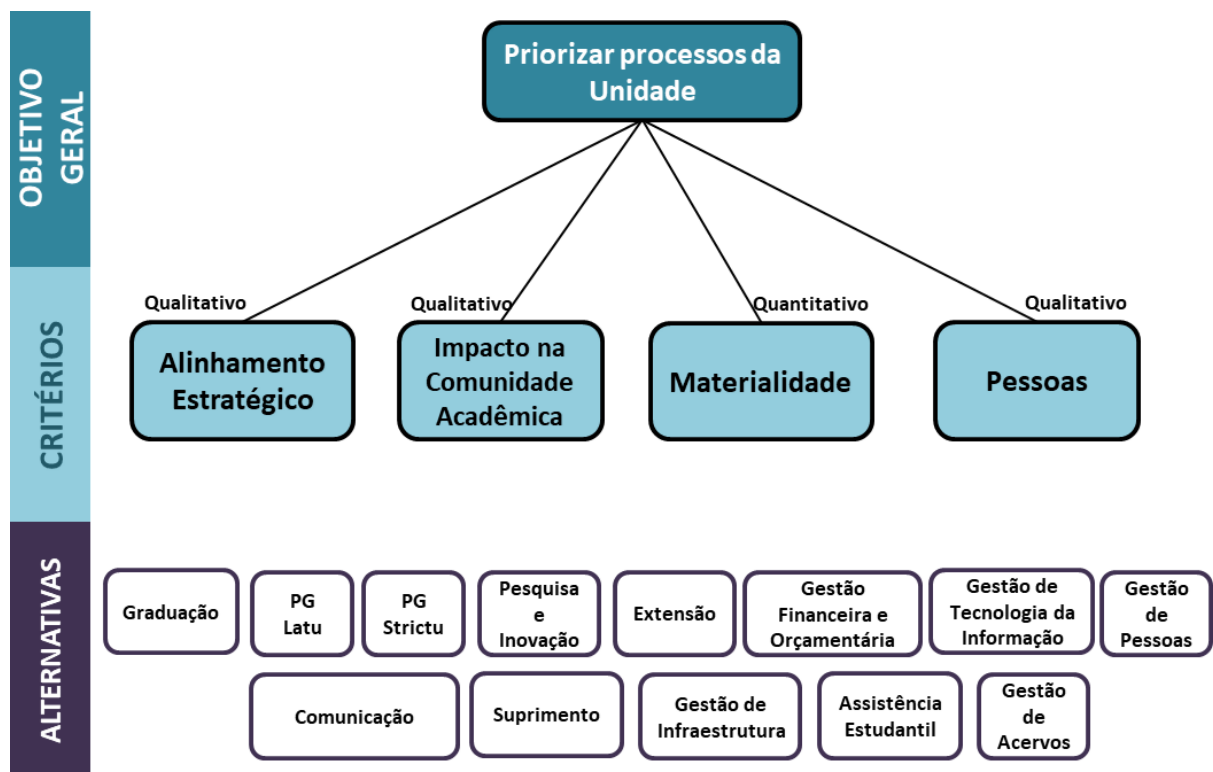 OBJETIVO
GERAL
Priorizar processos da
Unidade
CRITÉRIOS
Qualitativo
Qualitativo
Quantitativo
Qualitativo
Alinhamento
Estratégico
Impacto na
Comunidade
Acadêmica
Materialidade
Pessoas
ALTERNATIVAS
Graduação
PG
Latu
PG
Strictu
Pesquisa
e
Inovação
Extensão
Gestão
Financeira e
Orçamentária
Gestão de
Tecnologia da
Informação
Gestão
de
Pessoas
Comunicação
Suprimento
Gestão de
Infraestrutura
Assistência
Estudantil
Gestão
de
Acervos